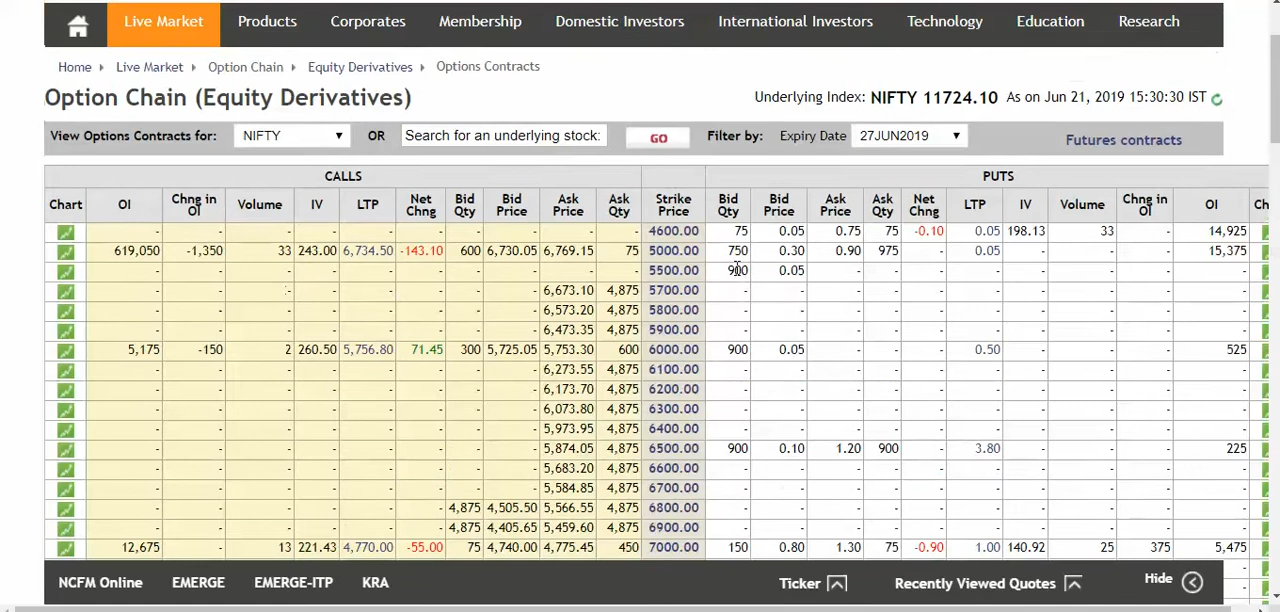 Live Market Products Corporates Membership Domestic Investors International Investors Technology Education Research
Home Live Market Option Chain Equity Derivatives Options Contracts
Option Chain (Equity Derivatives) Underlying Index: NIFTY 11724.10 As on Jun 21, 2019 15:30:30 IST
View Options Contracts for: NIFTY OR Search for an underlying stock: GO Filter by: Expiry Date 27JUN2019 Futures contracts
CALLS PUTS
Chart OI Chng in OI Volume IV LTP Net Chng Bid Qty Bid Price Ask Price Ask Qty Strike Price Bid Qty Bid Price Ask Price Ask Qty Net Chng LTP IV Volume Chng in OI OI Ch
- - - - - - - - - - 4600.00 75 0.05 0.75 75 -0.10 0.05 198.13 33 - 14,925
619,050 -1,350 33 243.00 6,734.50 -143.10 600 6,730.05 6,769.15 75 5000.00 750 0.30 0.90 975 - 0.05 - - - 15,375
- - - - - - - - - - 5500.00 900 0.05 - - - - - - - -
- - - - - - - - 6,673.10 4,875 5700.00 - - - - - - - - - -
- - - - - - - - 6,573.20 4,875 5800.00 - - - - - - - - - -
- - - - - - - - 6,473.35 4,875 5900.00 - - - - - - - - - -
5,175 -150 2 260.50 5,756.80 71.45 300 5,725.05 5,753.30 600 6000.00 900 0.05 - - - 0.50 - - - 525
- - - - - - - - 6,273.55 4,875 6100.00 - - - - - - - - - -
- - - - - - - - 6,173.70 4,875 6200.00 - - - - - - - - - -
- - - - - - - - 6,073.80 4,875 6300.00 - - - - - - - - - -
- - - - - - - - 5,973.95 4,875 6400.00 - - - - - - - - - -
- - - - - - - - 5,874.05 4,875 6500.00 900 0.10 1.20 900 - 3.80 - - - 225
- - - - - - - - 5,683.20 4,875 6600.00 - - - - - - - - - -
- - - - - - - - 5,584.85 4,875 6700.00 - - - - - - - - - -
- - - - - - 4,875 4,505.50 5,566.55 4,875 6800.00 - - - - - - - - - -
- - - - - - 4,875 4,405.65 5,459.60 4,875 6900.00 - - - - - - - - - -
12,675 - 13 221.43 4,770.00 -55.00 75 4,740.00 4,775.45 450 7000.00 150 0.80 1.30 75 -0.90 1.00 140.92 25 375 5,475
NCFM Online EMERGE EMERGE-ITP KRA Ticker Recently Viewed Quotes Hide